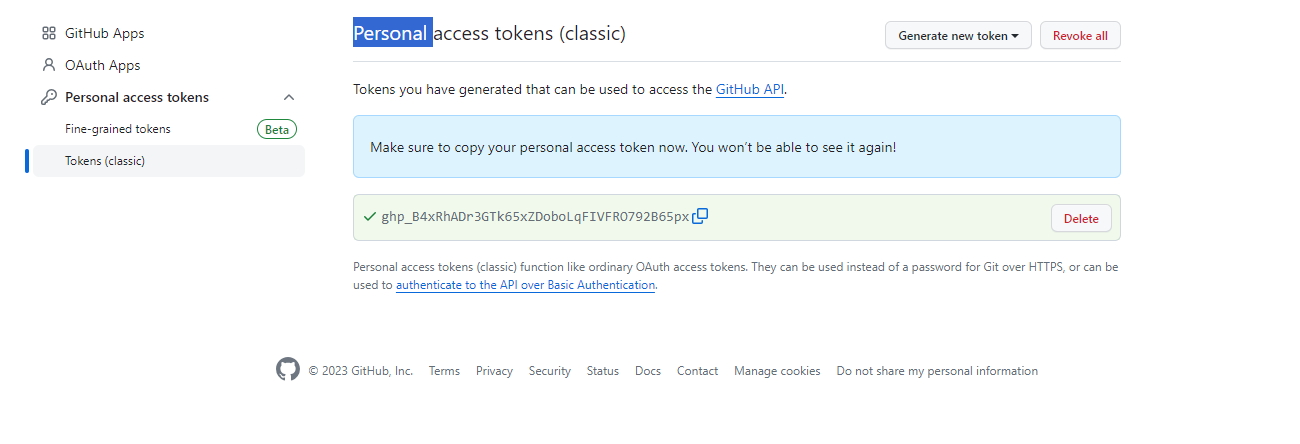 GitHub Apps
OAuth Apps
Personal access tokens
Fine-grained tokens Beta
Tokens (classic)
Personal access tokens (classic) Generate new token Revoke all
Tokens you have generated that can be used to access the GitHub API.
Make sure to copy your personal access token now. You won't be able to see it again!
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 Delete
Personal access tokens (classic) function like ordinary OAuth access tokens. They can be used instead of a password for Git over HTTPS, or can be
used to authenticate to the API over Basic Authentication.
© 2023 GitHub, Inc. Terms Privacy Security Status Docs Contact Manage cookies Do not share my personal information